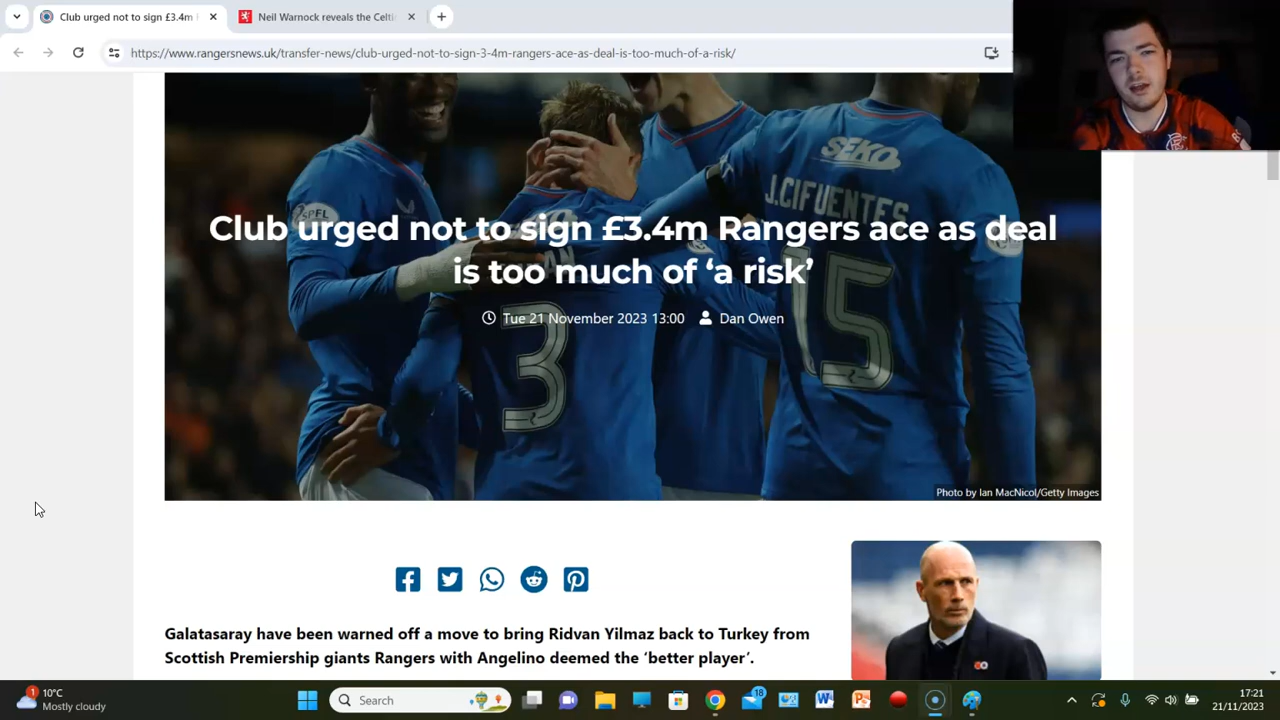 Club urged not to sign £3.4m R
Neil Warnock reveals the Celti
https://www.rangersnews.uk/transfer-news/club-urged-not-to-sign-3-4m-rangers-ace-as-deal-is-too-much-of-a-risk/
SEKO
J.CIFUENTES
SPFL
Club urged not to sign £3.4m Rangers ace as deal
is too much of ‘a risk’
Tue 21 November 2023 13:00 Dan Owen
3
15
Photo by Ian MacNicol/Getty Images
Galatasaray have been warned off a move to bring Ridvan Yilmaz back to Turkey from
Scottish Premiership giants Rangers with Angelino deemed the ‘better player’.
1
10°C
Mostly cloudy
Search
18
17:21
21/11/2023